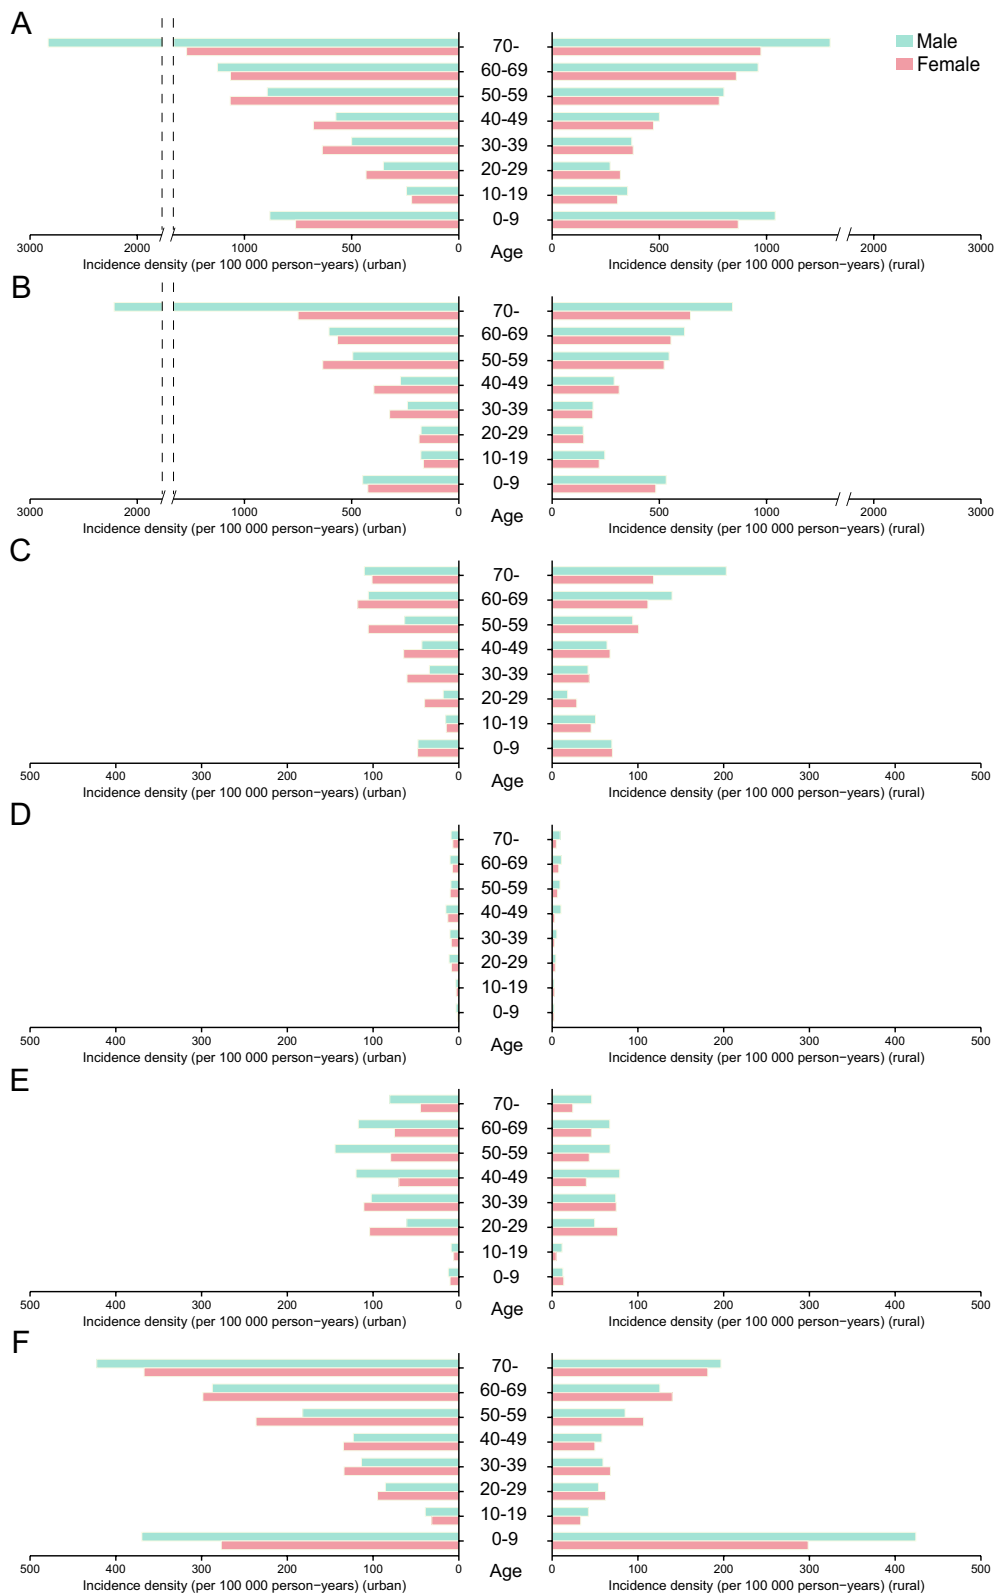 A
Male
Female
70-
60-69
50-59
40-49
30-39
20-29
10-19
0-9
3000 2000 1000 500 0 Age 0 500 1000 2000 3000
Incidence density (per 100 000 person−years) (urban) Incidence density (per 100 000 person−years) (rural)
B
70-
60-69
50-59
40-49
30-39
20-29
10-19
0-9
3000 2000 1000 500 0 Age 0 500 1000 2000 3000
Incidence density (per 100 000 person−years) (urban) Incidence density (per 100 000 person−years) (rural)
C
70-
60-69
50-59
40-49
30-39
20-29
10-19
0-9
500 400 300 200 100 0 Age 0 100 200 300 400 500
Incidence density (per 100 000 person−years) (urban) Incidence density (per 100 000 person−years) (rural)
D
70-
60-69
50-59
40-49
30-39
20-29
10-19
0-9
500 400 300 200 100 0 Age 0 100 200 300 400 500
Incidence density (per 100 000 person−years) (urban) Incidence density (per 100 000 person−years) (rural)
E
70-
60-69
50-59
40-49
30-39
20-29
10-19
0-9
500 400 300 200 100 0 Age 0 100 200 300 400 500
Incidence density (per 100 000 person−years) (urban) Incidence density (per 100 000 person−years) (rural)
F
70-
60-69
50-59
40-49
30-39
20-29
10-19
0-9
500 400 300 200 100 0 Age 0 100 200 300 400 500
Incidence density (per 100 000 person−years) (urban) Incidence density (per 100 000 person−years) (rural)